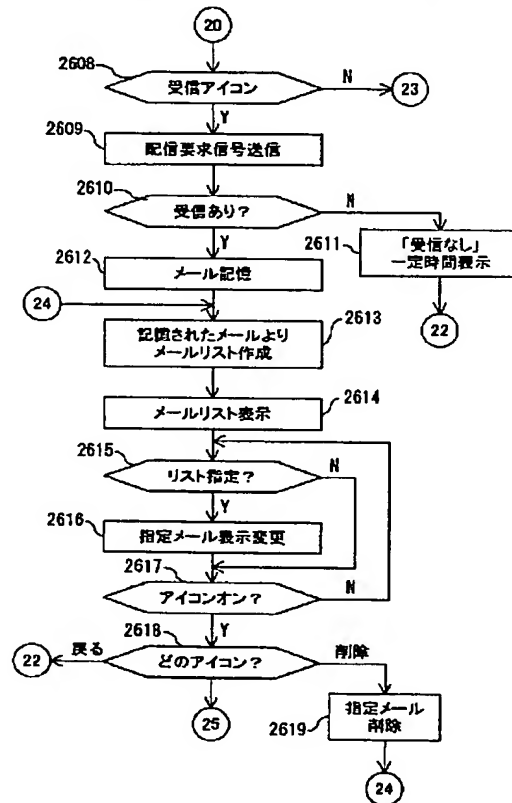 20
2608
受信アイコン
N
23
Y
2609
配信要求信号送信
2610
受信あり?
N
Y
2611
「受信なし」
一定時間表示
22
2612
メール記憶
24
記憶されたメールより
メールリスト作成
2613
メールリスト表示
2614
2615
リスト指定?
N
Y
2616
指定メール表示変更
2617
アイコンオン?
N
Y
2618
戻る
22
どのアイコン?
削除
25
指定メール
削除
2619
24